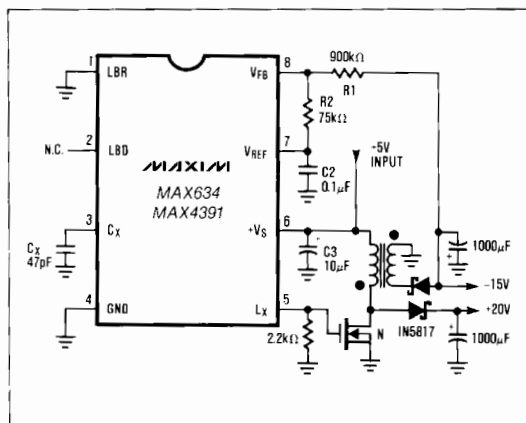 1
LBR
8
VFB
900kΩ
R1
R2
75kΩ
N.C.
2
LBD
7
VREF
C2
0.1µF
+5V
INPUT
MAXIM
MAX634
MAX4391
3
CX
CX
47pF
6
+VS
C3
10µF
1000µF
−15V
+20V
4
GND
5
LX
2.2kΩ
N
IN5817
1000µF